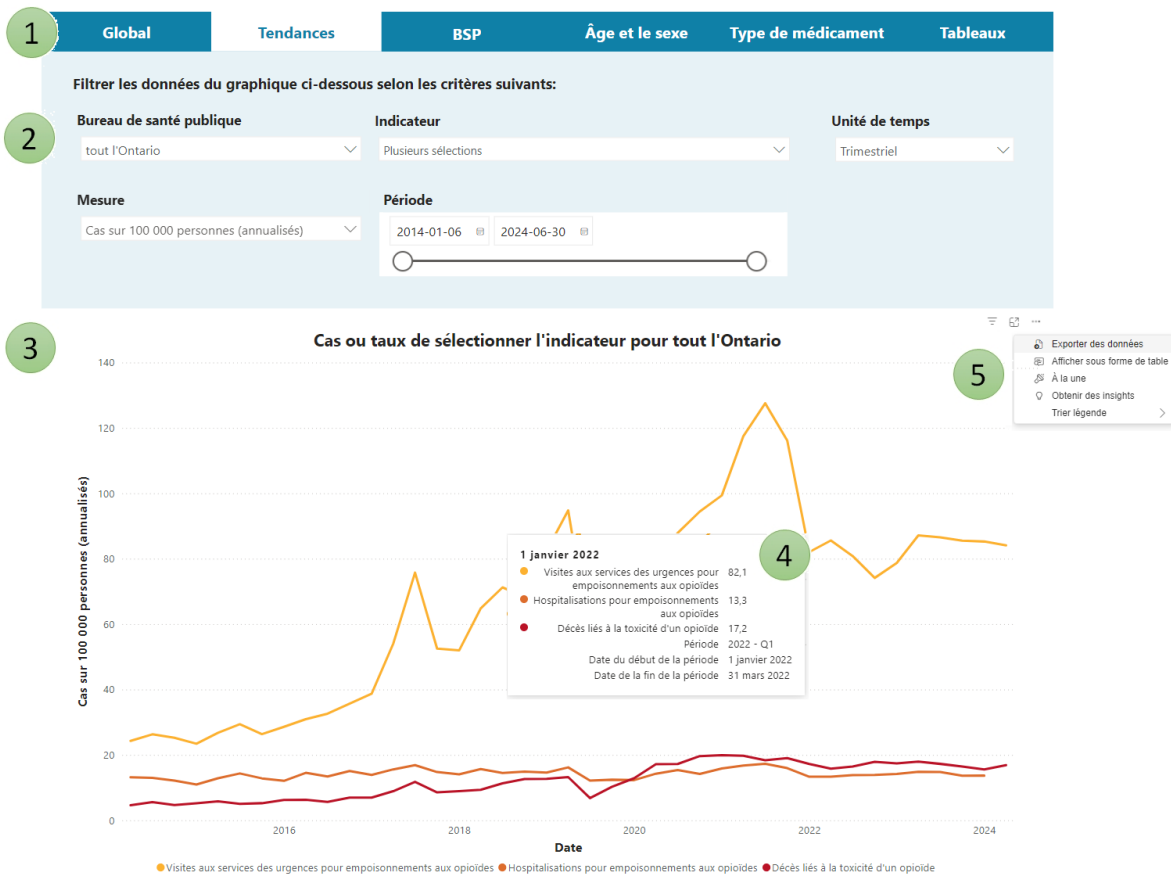 1
Global
Tendances
BSP
Âge et le sexe
Type de médicament
Tableaux
Filtrer les données du graphique ci-dessous selon les critères suivants:
2
Bureau de santé publique
Indicateur
Unité de temps
tout l'Ontario
Plusieurs sélections
Trimestriel
Mesure
Période
Cas sur 100 000 personnes (annualisés)
2014-01-06
2024-06-30
3
Cas ou taux de sélectionner l'indicateur pour tout l'Ontario
5
Exporter des données
Afficher sous forme de table
À la une
Obtenir des insights
Trier légende
Cas sur 100 000 personnes (annualisés)
140
120
100
80
60
40
20
0
4
1 janvier 2022
Visites aux services des urgences pour 82,1
empoisonnements aux opioïdes
Hospitalisations pour empoisonnements 13,3
aux opioïdes
Décès liés à la toxicité d'un opioïde 17,2
Période 2022 - Q1
Date du début de la période 1 janvier 2022
Date de la fin de la période 31 mars 2022
2016
2018
2020
2022
2024
Date
Visites aux services des urgences pour empoisonnements aux opioïdes
Hospitalisations pour empoisonnements aux opioïdes
Décès liés à la toxicité d'un opioïde